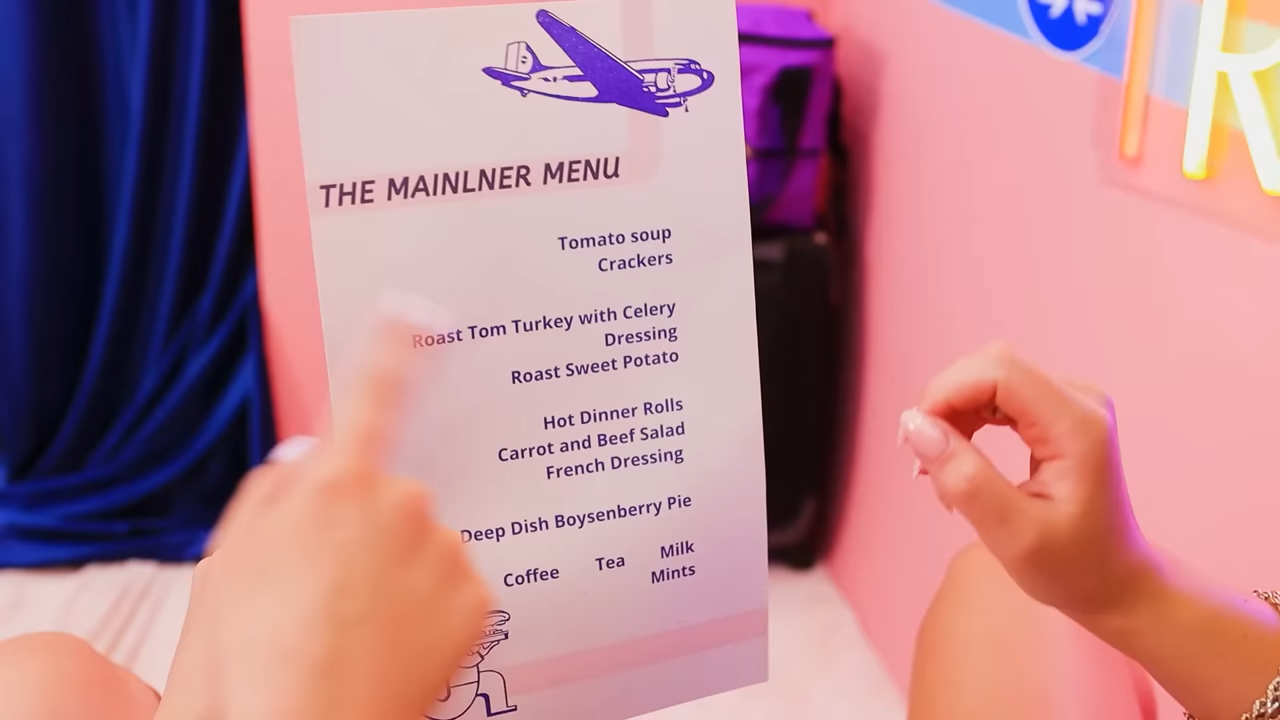 THE MAINLNER MENU
Tomato soup
Crackers
Roast Tom Turkey with Celery
Dressing
Roast Sweet Potato
Hot Dinner Rolls
Carrot and Beef Salad
French Dressing
Deep Dish Boysenberry Pie
Coffee Tea Milk
Mints
R